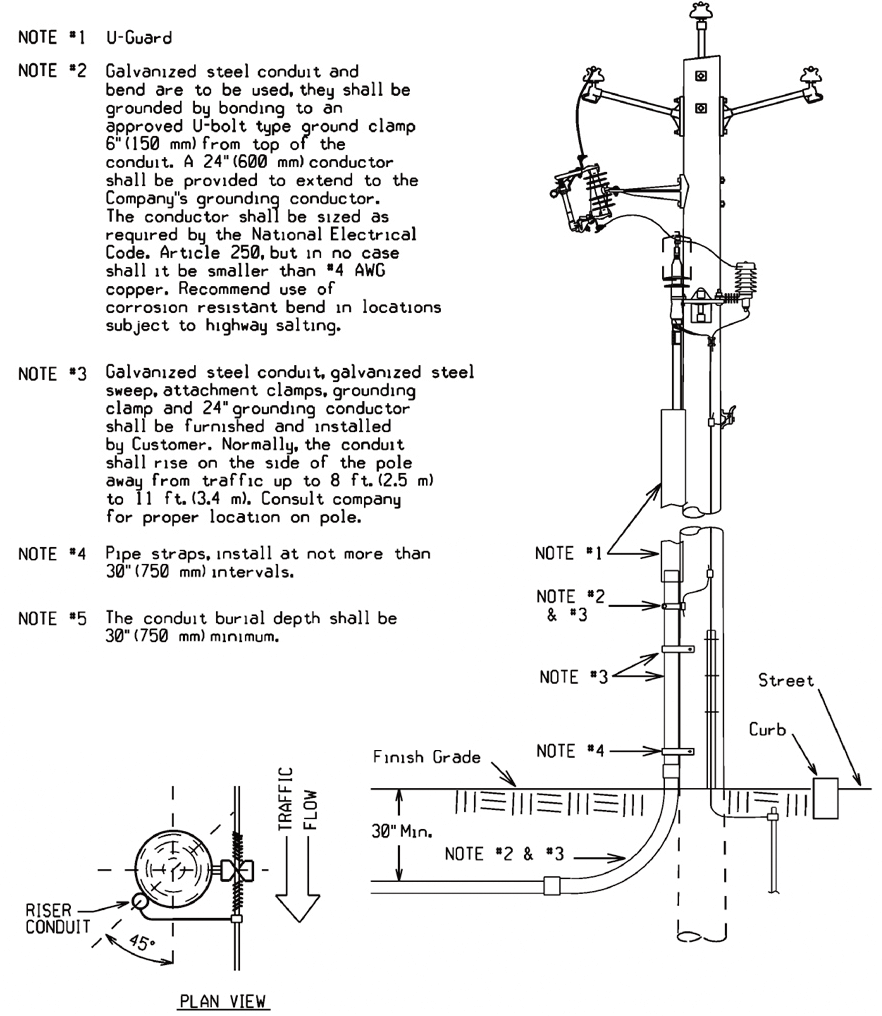 NOTE #1 U-Guard
NOTE #2 Galvanized steel conduit and
bend are to be used, they shall be
grounded by bonding to an
approved U-bolt type ground clamp
6"(150 mm) from top of the
conduit. A 24"(600 mm) conductor
shall be provided to extend to the
Company"s grounding conductor.
The conductor shall be sized as
required by the National Electrical
Code. Article 250, but in no case
shall it be smaller than #4 AWG
copper. Recommend use of
corrosion resistant bend in locations
subject to highway salting.
NOTE #3 Galvanized steel conduit, galvanized steel
sweep, attachment clamps, grounding
clamp and 24" grounding conductor
shall be furnished and installed
by Customer. Normally, the conduit
shall rise on the side of the pole
away from traffic up to 8 ft. (2.5 m)
to 11 ft. (3.4 m). Consult company
for proper location on pole.
NOTE #4 Pipe straps, install at not more than
30"(750 mm) intervals.
NOTE #5 The conduit burial depth shall be
30"(750 mm) minimum.
NOTE #1
NOTE #2
& #3
NOTE #3
NOTE #4
Street
Curb
Finish Grade
30" Min.
NOTE #2 & #3
TRAFFIC
FLOW
RISER
CONDUIT
45°
PLAN VIEW